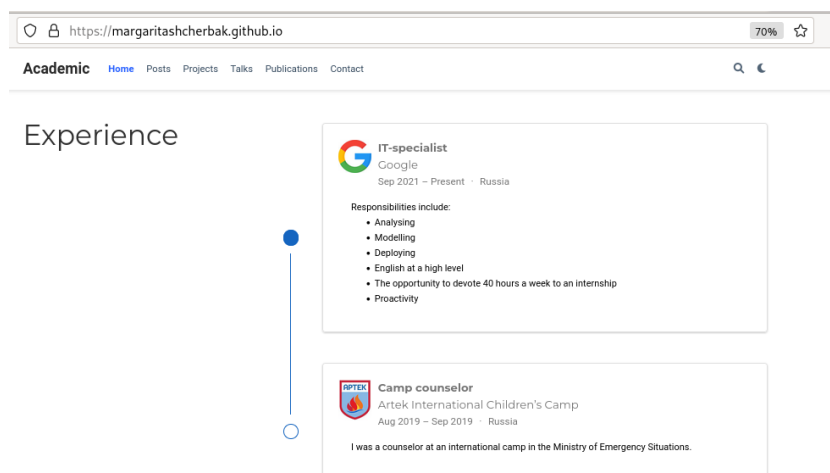 https://margaritashcherbak.github.io
70%
Academic Home Posts Projects Talks Publications Contact
Experience
IT-specialist
Google
Sep 2021 – Present · Russia
Responsibilities include:
• Analysing
• Modelling
• Deploying
• English at a high level
• The opportunity to devote 40 hours a week to an internship
• Proactivity
АРТЕК
Camp counselor
Artek International Children's Camp
Aug 2019 – Sep 2019 · Russia
I was a counselor at an international camp in the Ministry of Emergency Situations.